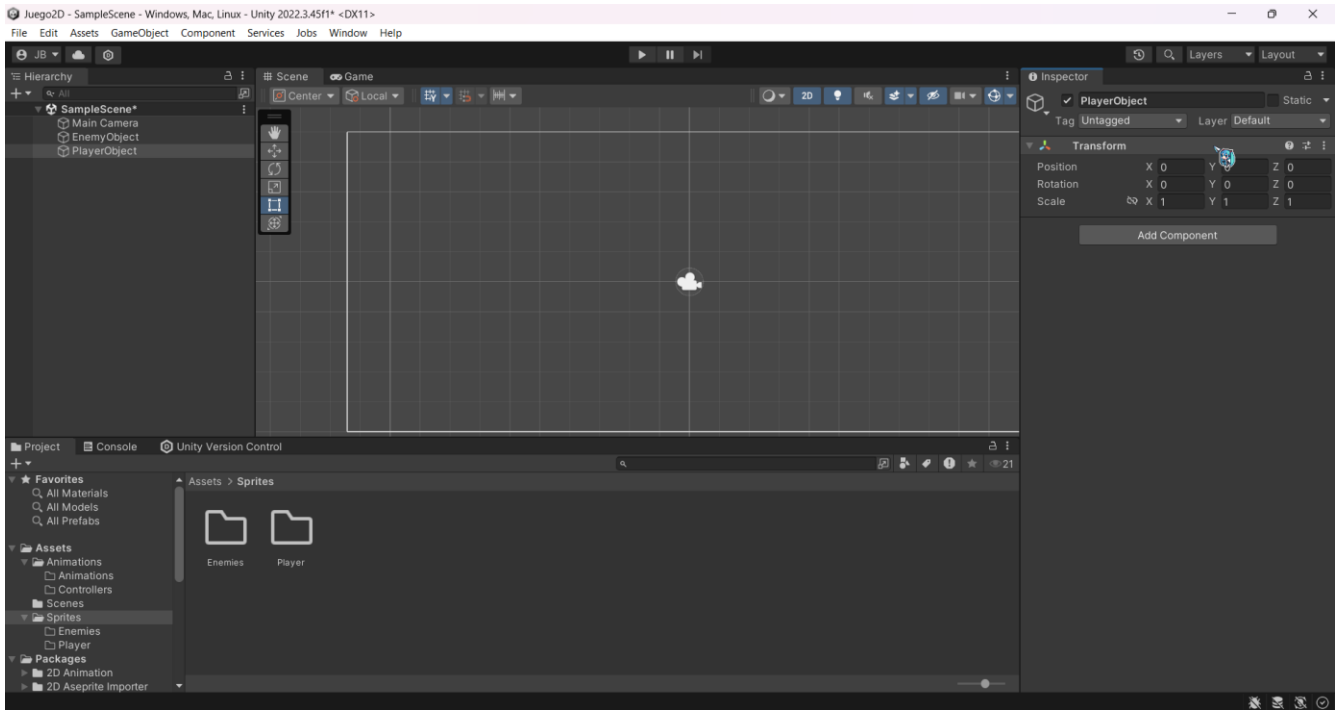 Juego2D - SampleScene - Windows, Mac, Linux - Unity 2022.3.45f1* <DX11>
File Edit Assets GameObject Component Services Jobs Window Help
JB Layers Layout
Hierarchy
All
SampleScene*
Main Camera
EnemyObject
PlayerObject
Scene Game
Center Local 2D
Inspector
PlayerObject Static
Tag Untagged Layer Default
Transform
Position X 0 Y Z 0
Rotation X 0 Y 0 Z 0
Scale X 1 Y 1 Z 1
Add Component
Project Console Unity Version Control
21
Favorites
All Materials
All Models
All Prefabs
Assets
Animations
Animations
Controllers
Scenes
Sprites
Enemies
Player
Packages
2D Animation
2D Aseprite Importer
Assets > Sprites
Enemies Player